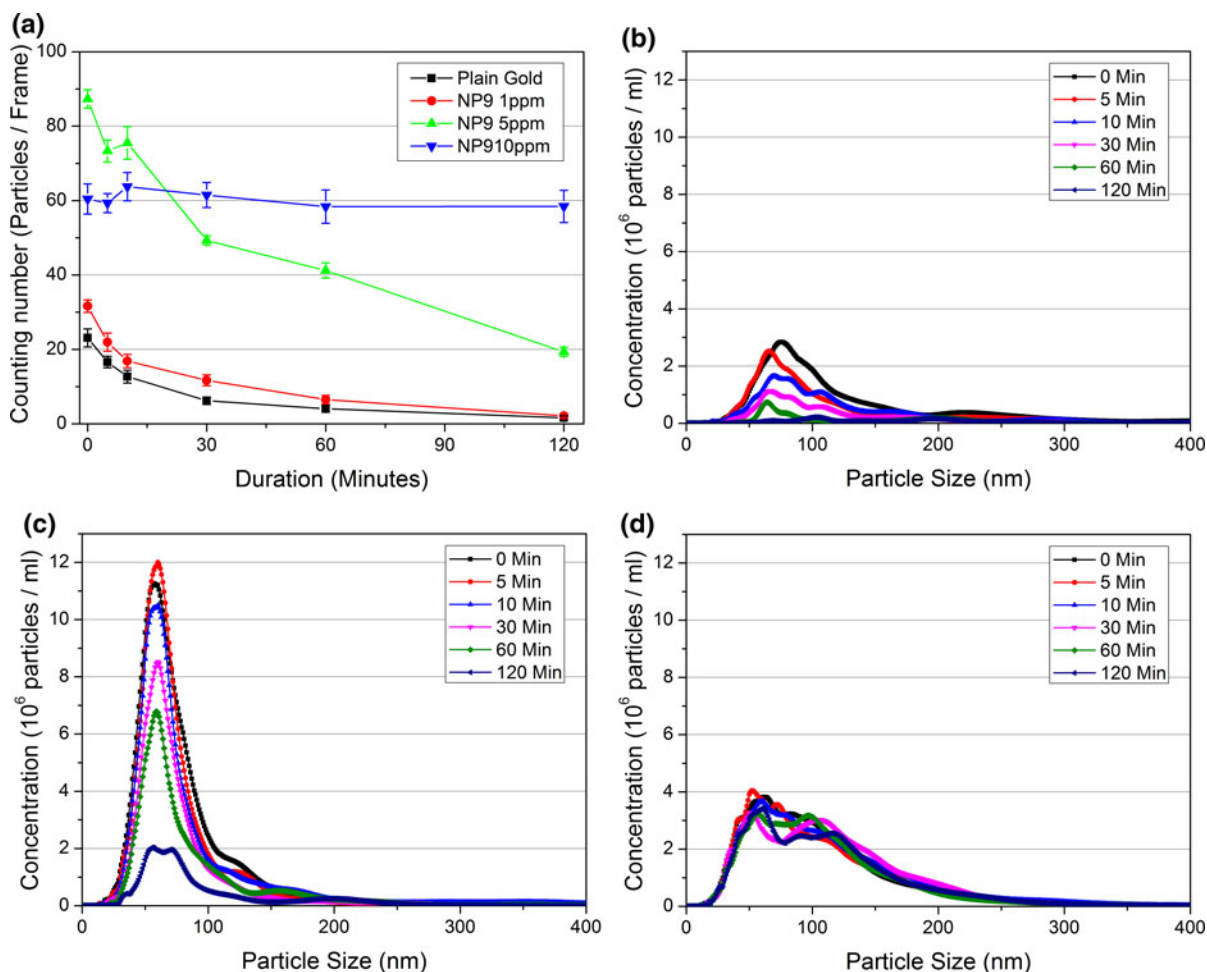 (a)
100
80
60
40
20
0
Counting number (Particles / Frame)
0
30
60
90
120
Duration (Minutes)
Plain Gold
NP9 1ppm
NP9 5ppm
NP910ppm
(b)
12
10
8
6
4
2
0
Concentration (10⁶ particles / ml)
0
100
200
300
400
Particle Size (nm)
0 Min
5 Min
10 Min
30 Min
60 Min
120 Min
(c)
12
10
8
6
4
2
0
Concentration (10⁶ particles / ml)
0
100
200
300
400
Particle Size (nm)
0 Min
5 Min
10 Min
30 Min
60 Min
120 Min
(d)
12
10
8
6
4
2
0
Concentration (10⁶ particles / ml)
0
100
200
300
400
Particle Size (nm)
0 Min
5 Min
10 Min
30 Min
60 Min
120 Min